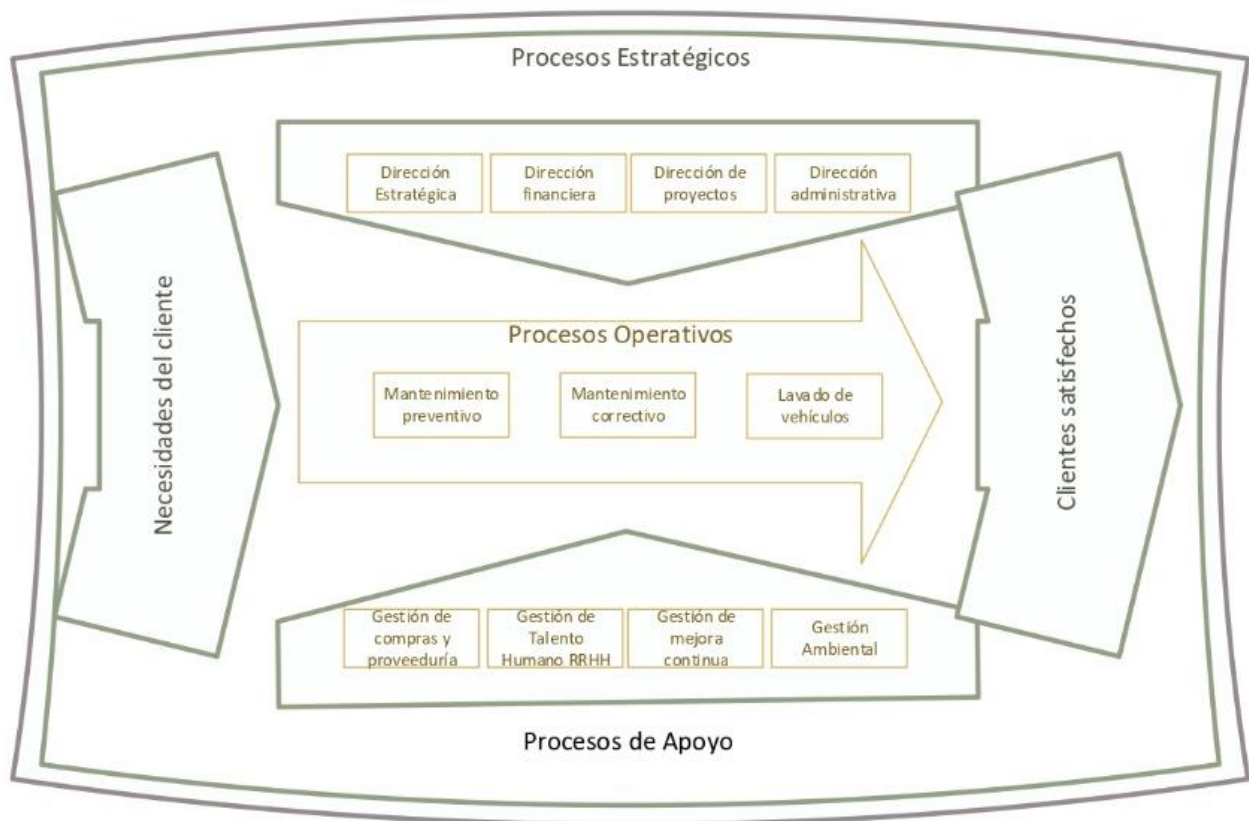 Procesos Estratégicos
Dirección
Estratégica
Dirección
financiera
Dirección de
proyectos
Dirección
administrativa
Necesidades del cliente
Procesos Operativos
Mantenimiento
preventivo
Mantenimiento
correctivo
Lavado de
vehículos
Clientes satisfechos
Gestión de
compras y
proveeduría
Gestión de
Talento
Humano RRHH
Gestión de
mejora
continua
Gestión
Ambiental
Procesos de Apoyo